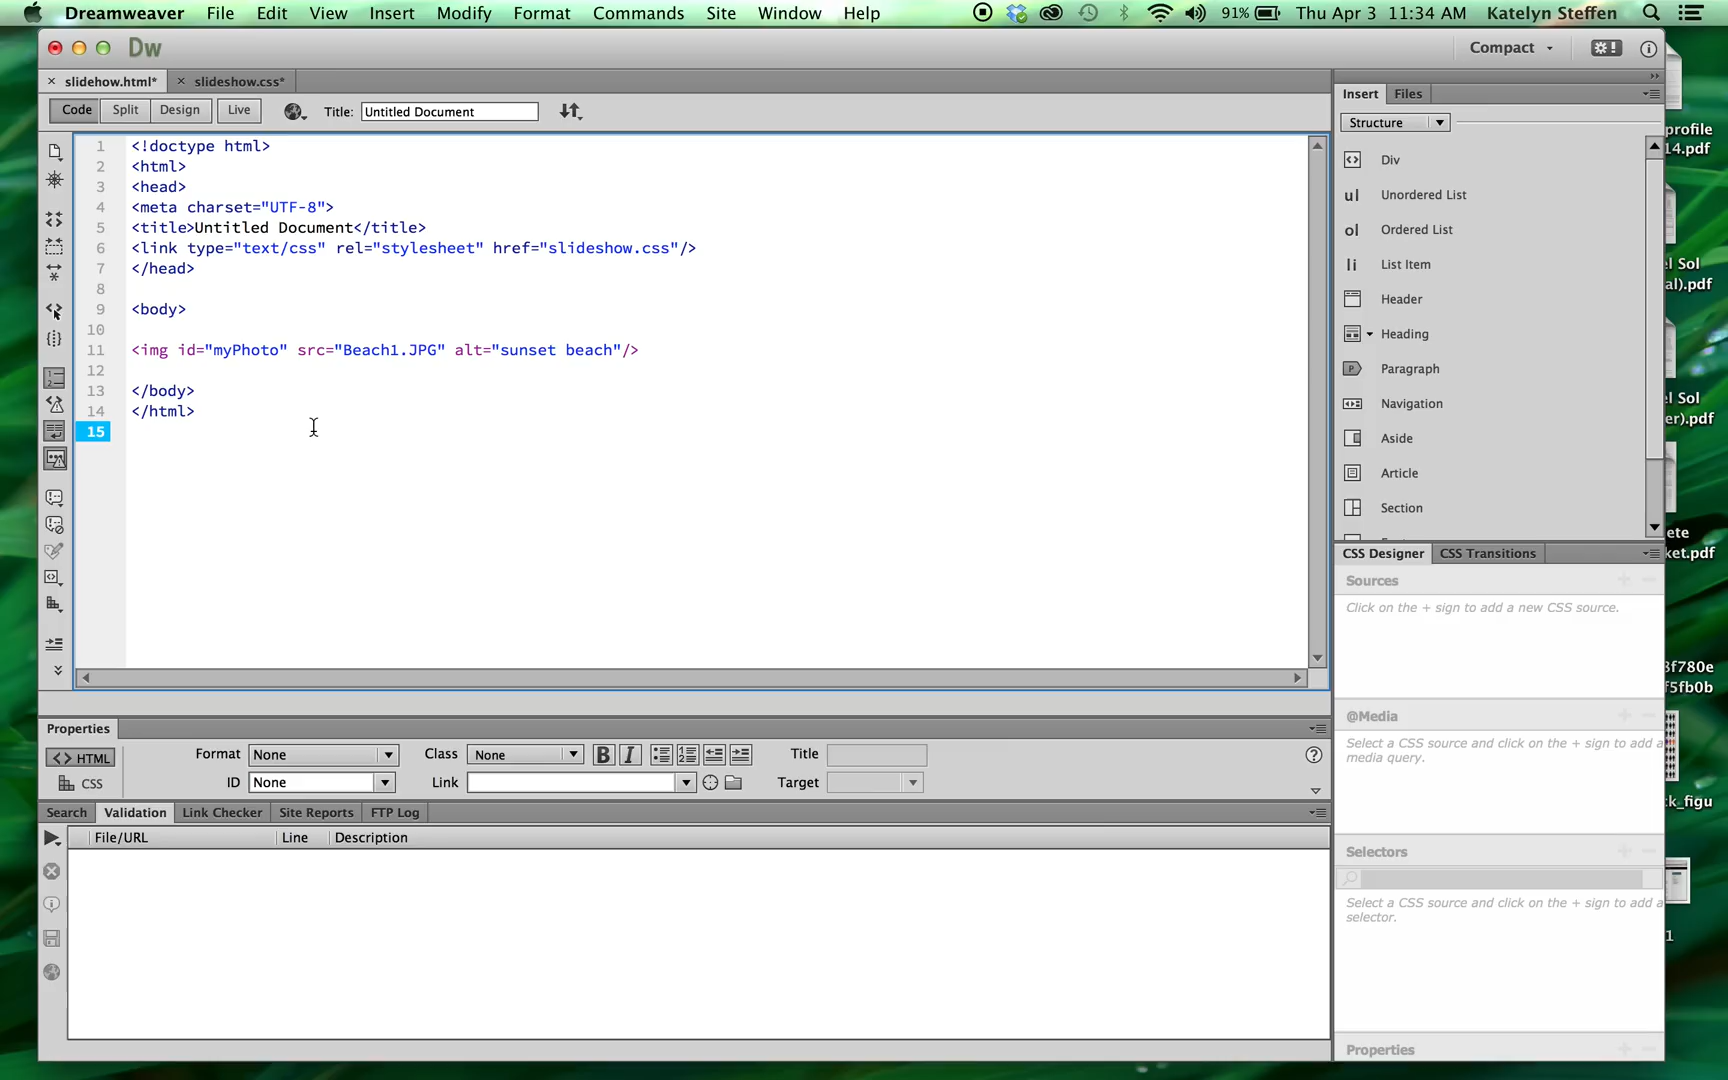 Dreamweaver File Edit View Insert Modify Format Commands Site Window Help 91% Thu Apr 3 11:34 AM Katelyn Steffen
Dw Compact
slidehow.html* slideshow.css*
Code Split Design Live Title: Untitled Document
1 <!doctype html>
2 <html>
3 <head>
4 <meta charset="UTF-8">
5 <title>Untitled Document</title>
6 <link type="text/css" rel="stylesheet" href="slideshow.css"/>
7 </head>
8
9 <body>
10
11 <img id="myPhoto" src="Beach1.JPG" alt="sunset beach"/>
12
13 </body>
14 </html>
15
Insert Files
Structure
Div
ul Unordered List
ol Ordered List
li List Item
Header
Heading
Paragraph
Navigation
Aside
Article
Section
CSS Designer CSS Transitions
Sources
Click on the + sign to add a new CSS source.
@Media
Select a CSS source and click on the + sign to add a
media query.
Selectors
Select a CSS source and click on the + sign to add a
selector.
Properties
Properties
<> HTML Format None Class None B I Title
CSS ID None Link Target
Search Validation Link Checker Site Reports FTP Log
File/URL Line Description
profile
14.pdf
el Sol
al).pdf
el Sol
er).pdf
ete
ket.pdf
3f780e
f5fb0b
ck_figu
1